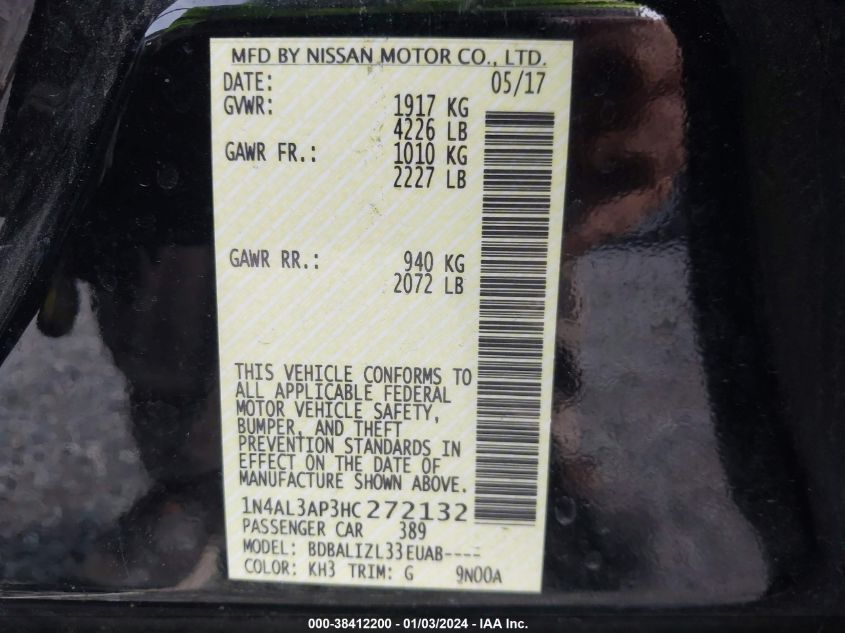 MFD BY NISSAN MOTOR CO., LTD.
DATE: 05/17
GVWR: 1917 KG
4226 LB
GAWR FR.: 1010 KG
2227 LB
GAWR RR.: 940 KG
2072 LB
THIS VEHICLE CONFORMS TO
ALL APPLICABLE FEDERAL
MOTOR VEHICLE SAFETY,
BUMPER, AND THEFT
PREVENTION STANDARDS IN
EFFECT ON THE DATE OF
MANUFACTURE SHOWN ABOVE.
1N4AL3AP3HC272132
PASSENGER CAR 389
MODEL: BDBALIZL33EUAB----
COLOR: KH3 TRIM: G 9N00A
000-38412200 - 01/03/2024 - IAA Inc.